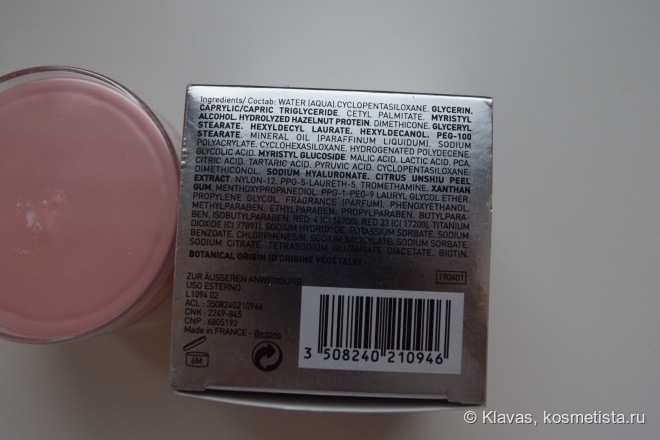 Ingredients/ Состав: WATER (AQUA).CYCLOPENTASILOXANE. GLYCERIN.
CAPRYLIC/CAPRIC TRIGLYCERIDE. CETYL PALMITATE. MYRISTYL
ALCOHOL. HYDROLYZED HAZELNUT PROTEIN. DIMETHICONE. GLYCERYL
STEARATE. HEXYLDECYL LAURATE. HEXYLDECANOL. PEG-100
STEARATE. MINERAL OIL (PARAFFINUM LIQUIDUM). SODIUM
POLYACRYLATE. CYCLOHEXASILOXANE. HYDROGENATED POLYDECENE.
GLYCOLIC ACID. MYRISTYL GLUCOSIDE. MALIC ACID. LACTIC ACID. PCA.
CITRIC ACID. TARTARIC ACID. PYRUVIC ACID. CYCLOPENTASILOXANE.
DIMETHICONOL. SODIUM HYALURONATE. CITRUS UNSHIU PEEL
EXTRACT. NYLON-12. PPG-5-LAURETH-5. TROMETHAMINE. XANTHAN
GUM. MENTHOXYPROPANEDIOL. PPG-1-PEG-9 LAURYL GLYCOL ETHER.
PROPYLENE GLYCOL. FRAGRANCE (PARFUM). PHENOXYETHANOL.
METHYLPARABEN. ETHYLPARABEN. PROPYLPARABEN. BUTYLPARA-
BEN. ISOBUTYLPARABEN. RED 4 (CI 14700). RED 33 (CI 17200). TITANIUM
DIOXIDE (CI 77891). SODIUM HYDROXIDE. POTASSIUM SORBATE. SODIUM
BENZOATE. CHLORPHENESIN. SODIUM SALICYLATE. SODIUM SORBATE.
SODIUM CITRATE. TETRASODIUM GLUTAMATE DIACETATE. BIOTIN.
BOTANICAL ORIGIN (D'ORIGINE VÉGÉTALE)
190401
ZUR ÄUSSEREN ANWENDUNG
USO ESTERNO
L1094 02
ACL : 3508240210946
CNK : 2249-845
CNP : 6805192
Made in FRANCE -
6M
3 508240 210946
© Klavas, kosmetista.ru